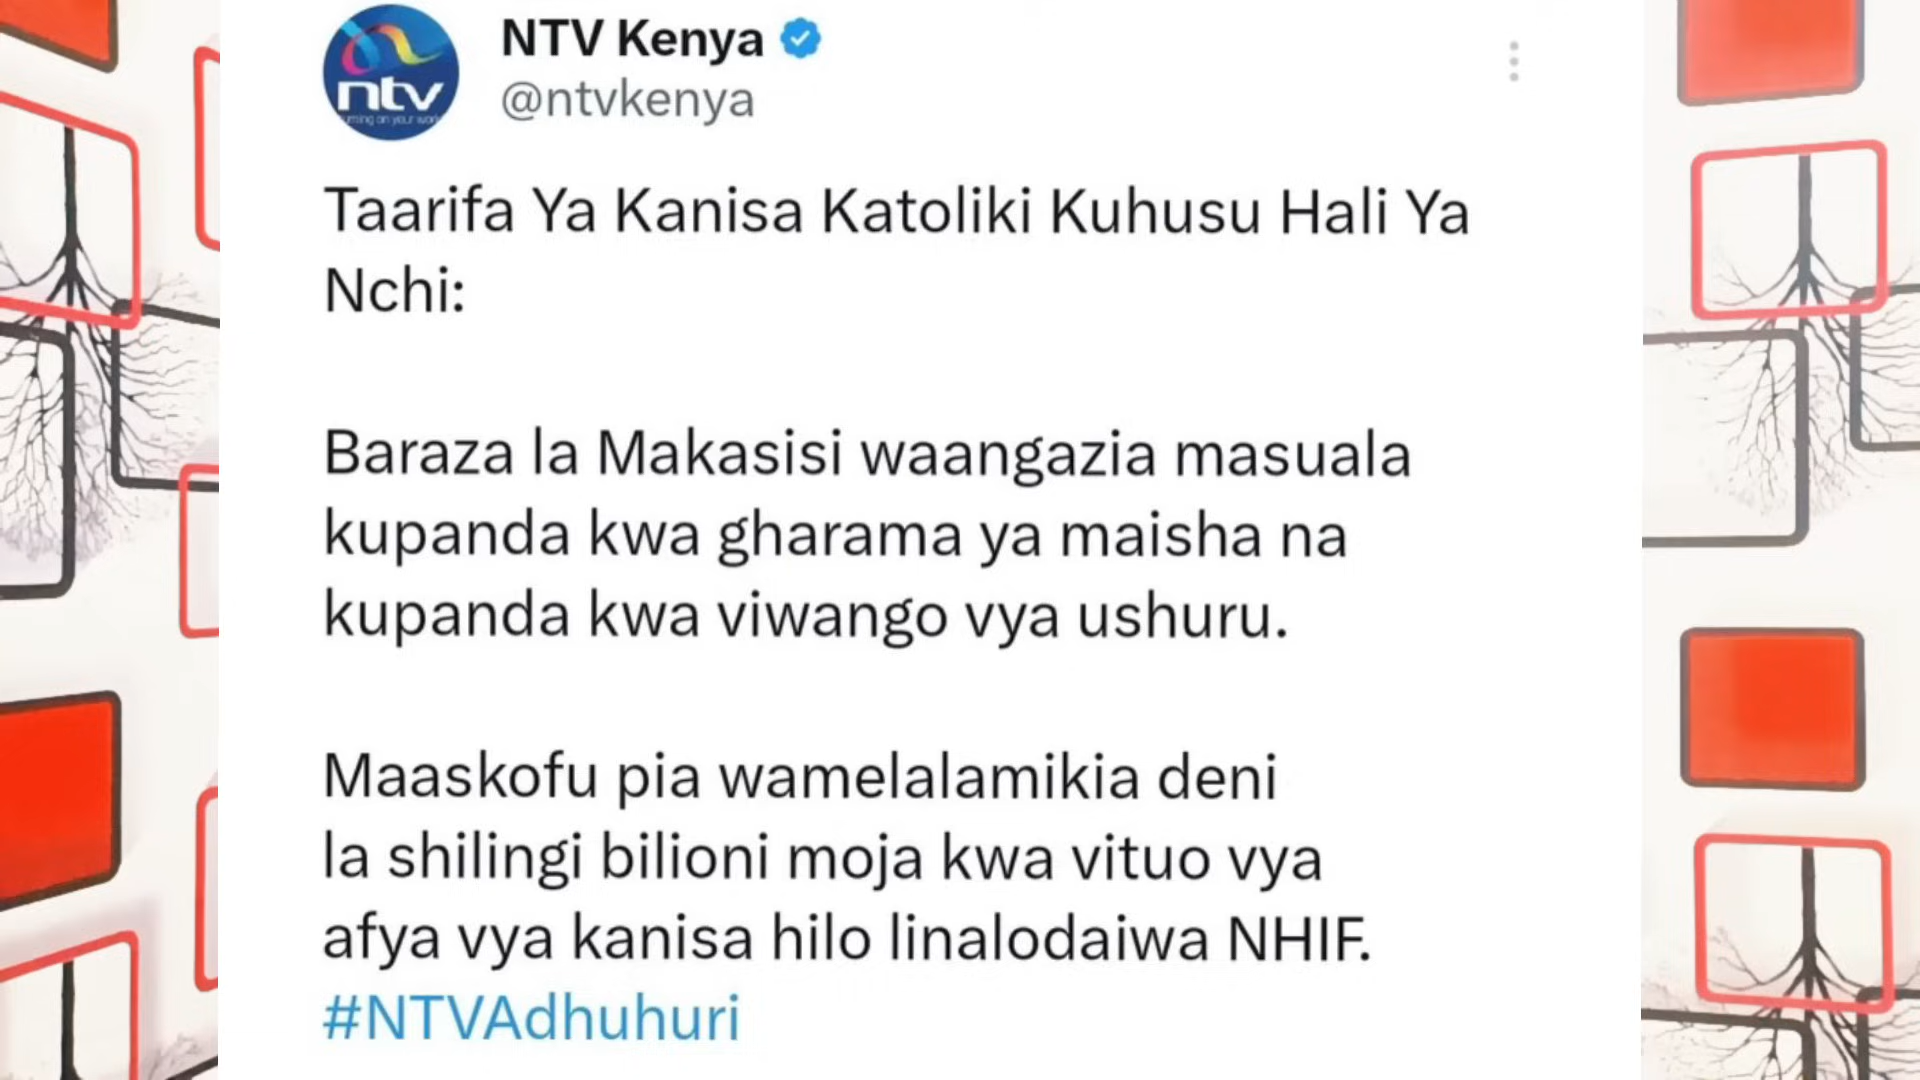 NTV Kenya
@ntvkenya
ntv
Taarifa Ya Kanisa Katoliki Kuhusu Hali Ya
Nchi:
Baraza la Makasisi waangazia masuala
kupanda kwa gharama ya maisha na
kupanda kwa viwango vya ushuru.
Maaskofu pia wamelalamikia deni
la shilingi bilioni moja kwa vituo vya
afya vya kanisa hilo linalodaiwa NHIF.
#NTVAdhuhuri